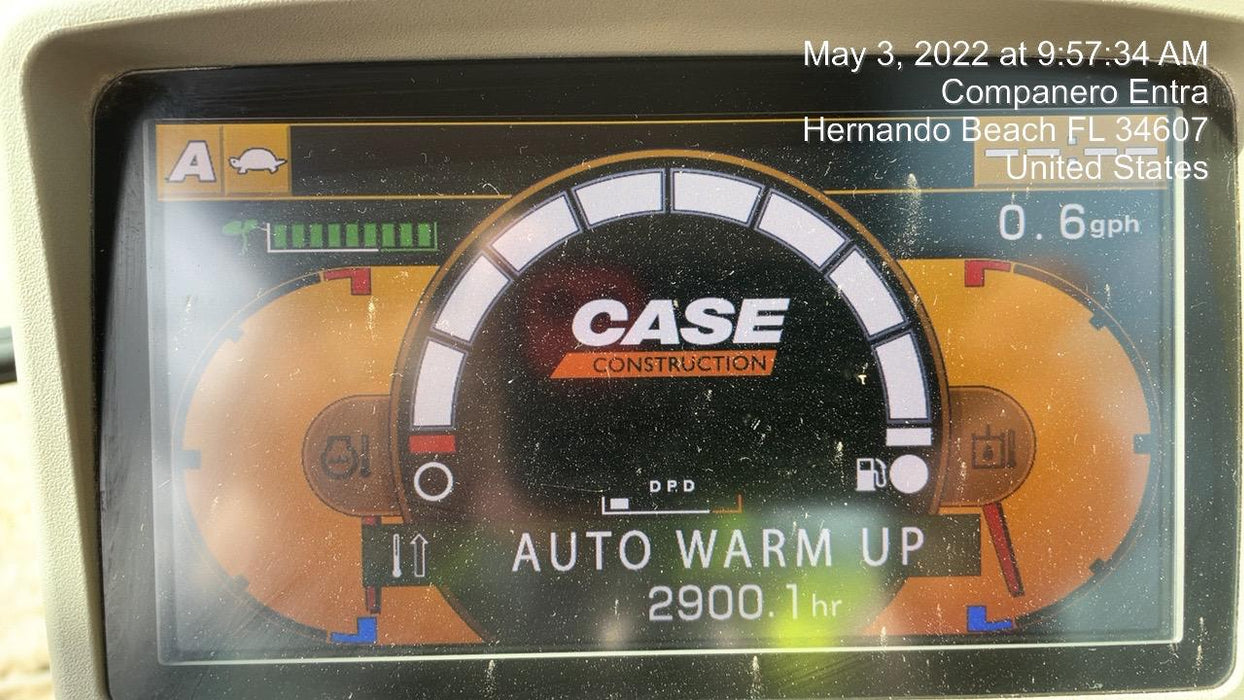 May 3, 2022 at 9:57:34 AM
Companero Entra
Hernando Beach FL 34607
United States
A
--:--
0.6gph
CASE
CONSTRUCTION
DPD
AUTO WARM UP
2900.1hr